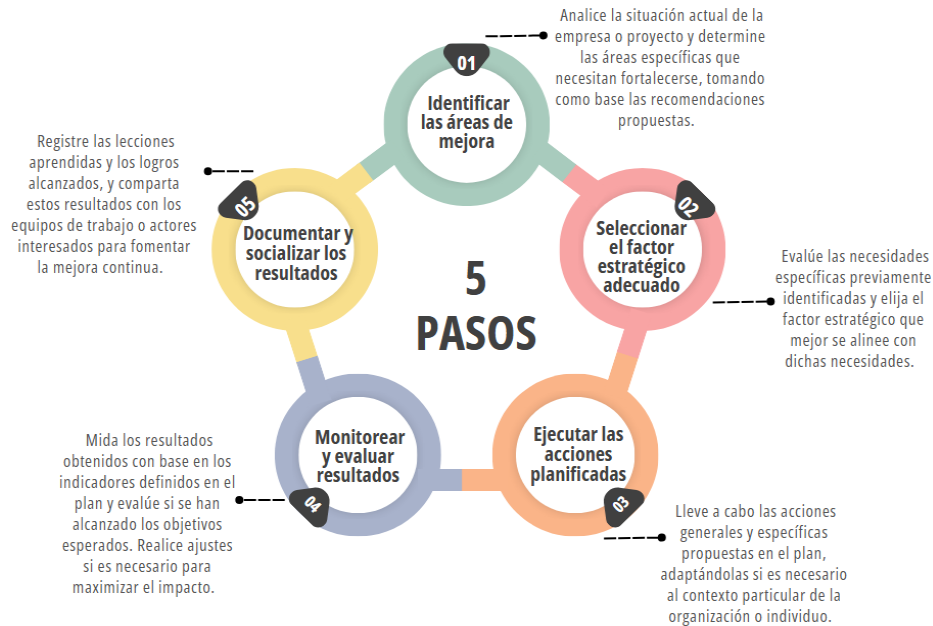 5
PASOS
01
Identificar
las áreas de
mejora
Analice la situación actual de la
empresa o proyecto y determine
las áreas específicas que
necesitan fortalecerse, tomando
como base las recomendaciones
propuestas.
02
Seleccionar
el factor
estratégico
adecuado
Evalúe las necesidades
específicas previamente
identificadas y elija el
factor estratégico que
mejor se alinee con
dichas necesidades.
03
Ejecutar las
acciones
planificadas
Lleve a cabo las acciones
generales y específicas
propuestas en el plan,
adaptándolas si es necesario
al contexto particular de la
organización o individuo.
04
Monitorear
y evaluar
resultados
Mida los resultados
obtenidos con base en los
indicadores definidos en el
plan y evalúe si se han
alcanzado los objetivos
esperados. Realice ajustes
si es necesario para
maximizar el impacto.
05
Documentar y
socializar los
resultados
Registre las lecciones
aprendidas y los logros
alcanzados, y comparta
estos resultados con los
equipos de trabajo o actores
interesados para fomentar
la mejora continua.